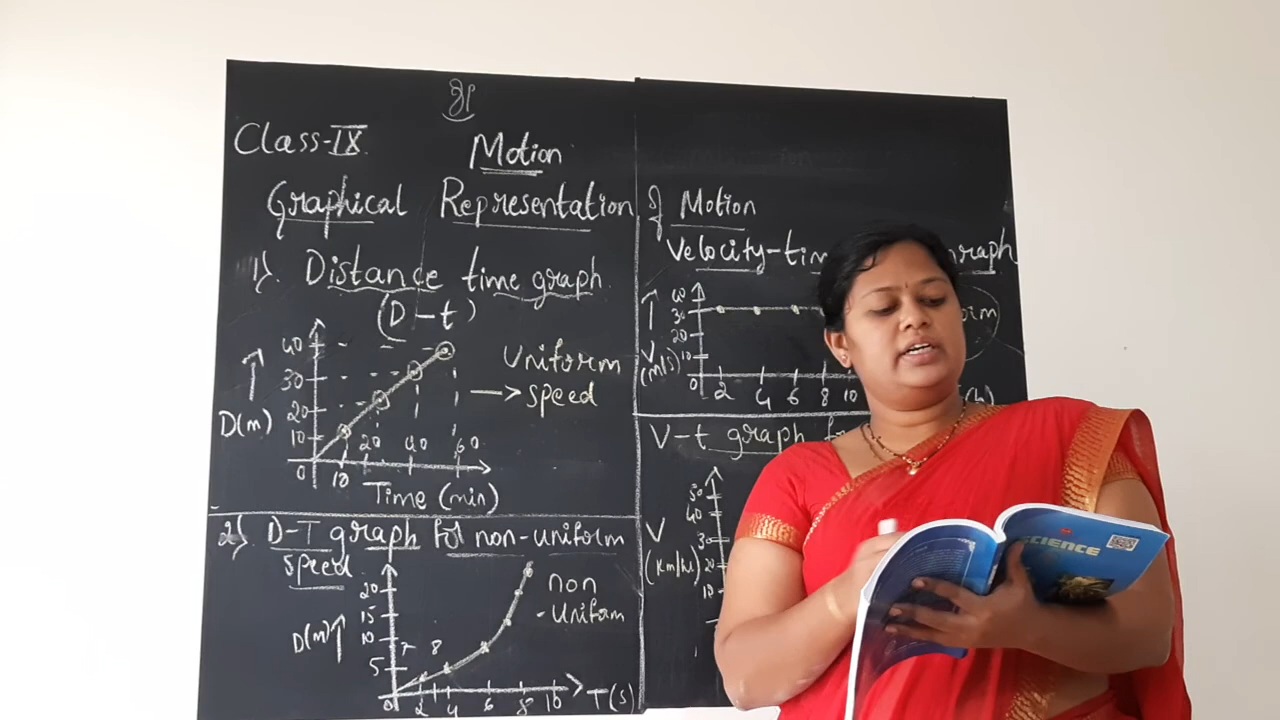 Class-IX
Motion
Graphical Representation of Motion
1). Distance time graph
(D-t)
40
30
20
10
0
D(m)
10 20 40 60
Time (min)
Uniform
speed
2) D-T graph for non-uniform
speed
20
15
10
5
0
D(m)
8
2 4 6 8 10 T(s)
non
-uniform
Velocity-tim
graph
30
20
10
0
V
(m/s)
2 4 6 8 10
(h)
V-t graph fo
50
40
30
20
10
V
(Km/hr)
SCIENCE